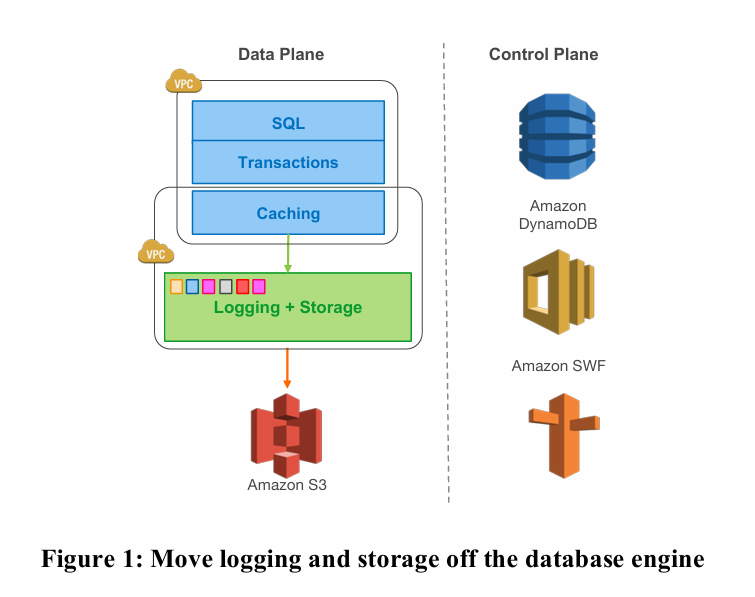 Data Plane
Control Plane
VPC
SQL
Transactions
Caching
VPC
Logging + Storage
Amazon S3
Amazon
DynamoDB
Amazon SWF
Figure 1: Move logging and storage off the database engine